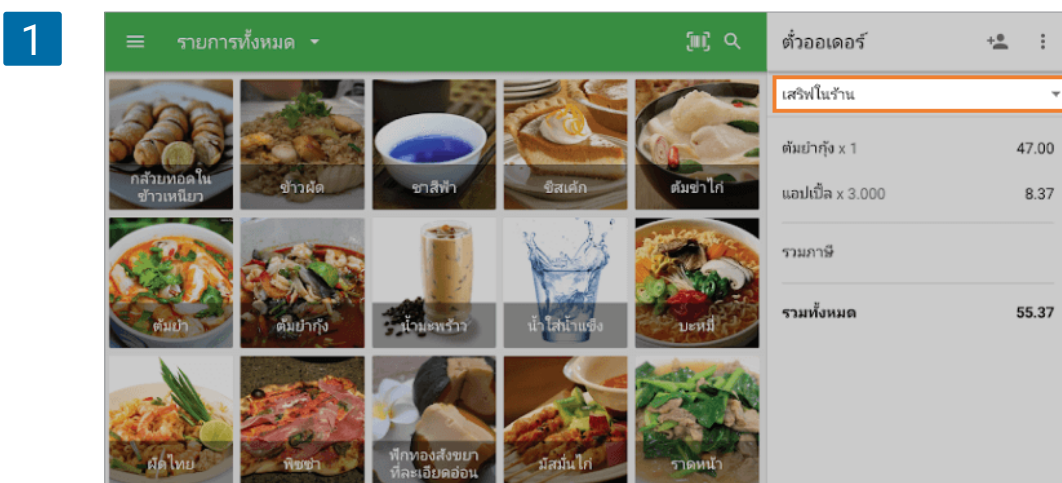 1
รายการทั้งหมด
ตั๋วออเดอร์
เสริฟในร้าน
ต้มยำกุ้ง x 1 47.00
แอปเปิ้ล x 3.000 8.37
รวมภาษี
รวมทั้งหมด 55.37
กล้วยทอดใน
ข้าวเหนียว
ข้าวผัด
ชาสีฟ้า
ชีสเค้ก
ต้มข่าไก่
ต้มยำ
ต้มยำกุ้ง
น้ำมะพร้าว
น้ำใส่น้ำแข็ง
บะหมี่
ผัดไทย
พิซซ่า
ฟักทองสังขยา
ที่ละเอียดอ่อน
มัสมั่นไก่
ราดหน้า